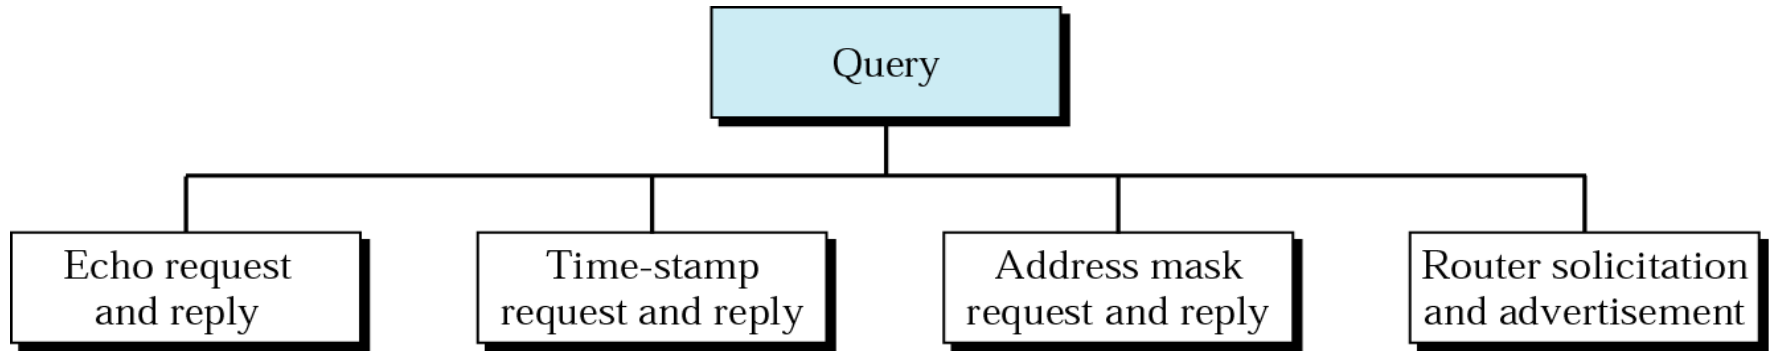 Query
Echo request
and reply
Time-stamp
request and reply
Address mask
request and reply
Router solicitation
and advertisement